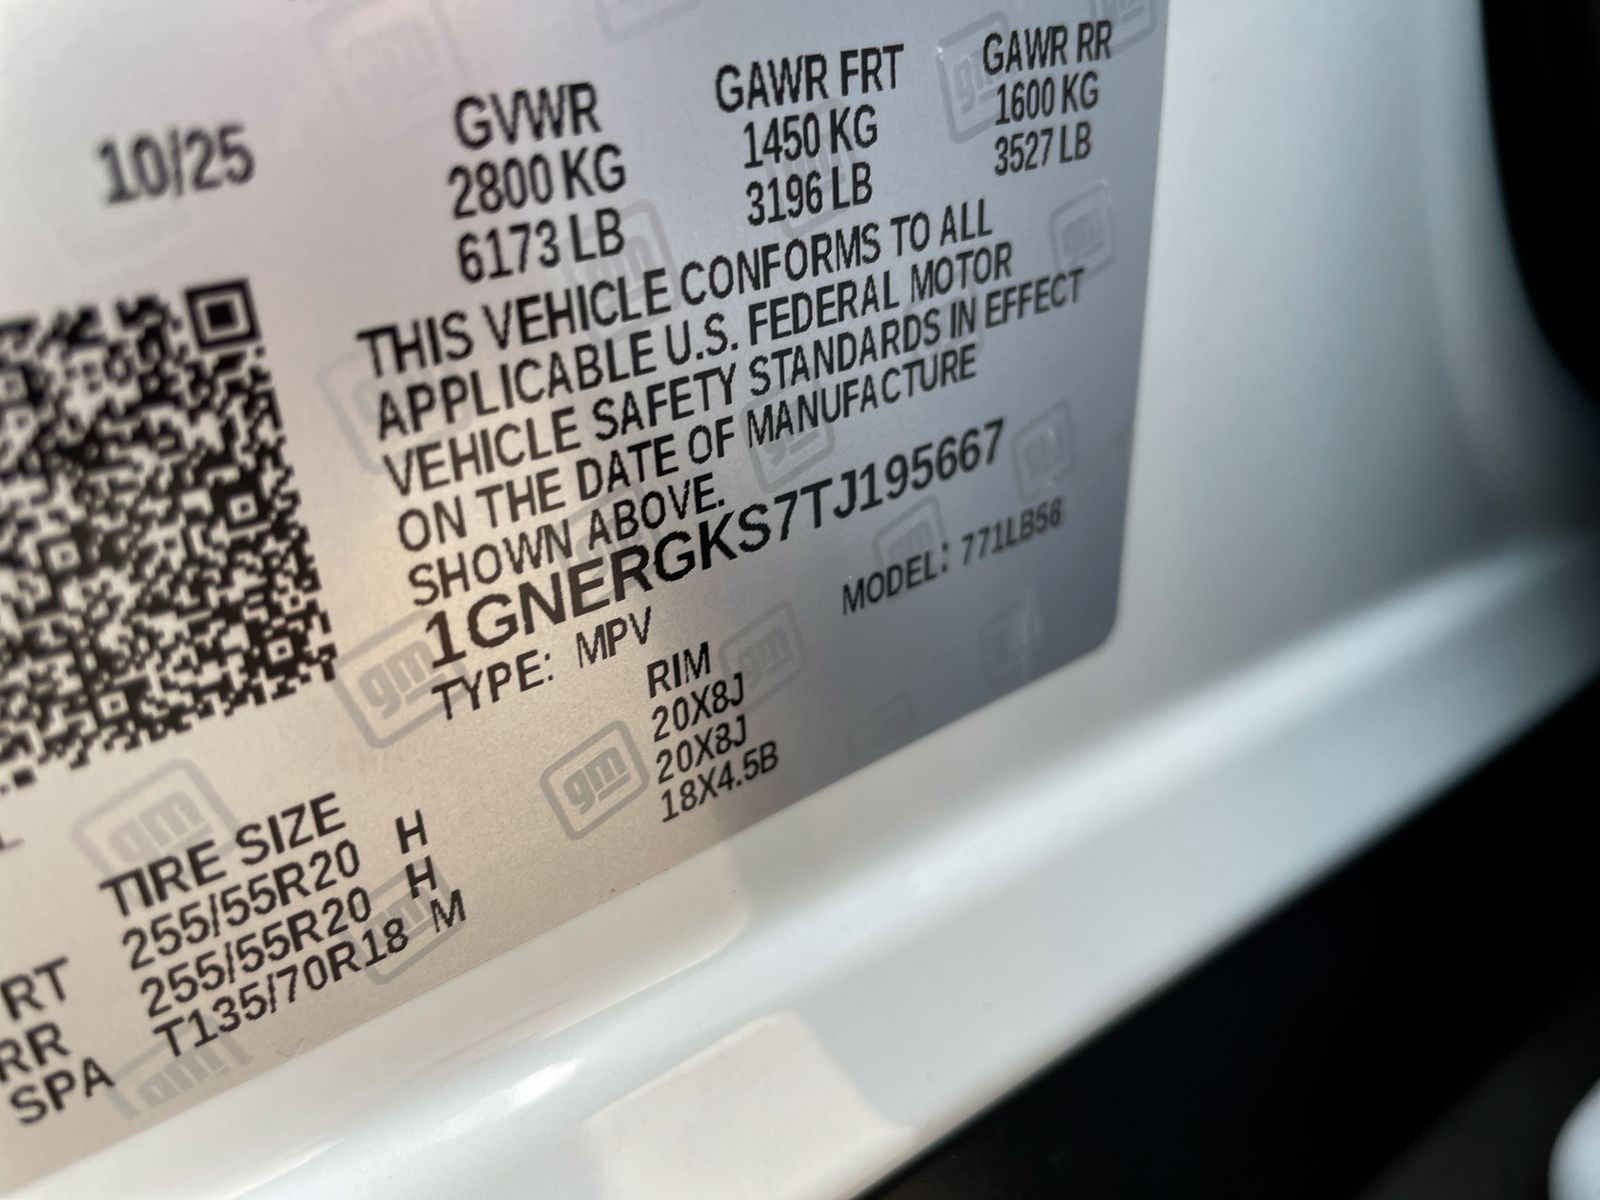 10/25
GVWR
2800 KG
6173 LB
GAWR FRT
1450 KG
3196 LB
GAWR RR
1600 KG
3527 LB
THIS VEHICLE CONFORMS TO ALL
APPLICABLE U.S. FEDERAL MOTOR
VEHICLE SAFETY STANDARDS IN EFFECT
ON THE DATE OF MANUFACTURE
SHOWN ABOVE.
1GNERGKS7TJ195667
TYPE: MPV
MODEL: 771LB56
TIRE SIZE RIM
RT 255/55R20 H 20X8J
RR 255/55R20 H 20X8J
SPA T135/70R18 M 18X4.5B
gm